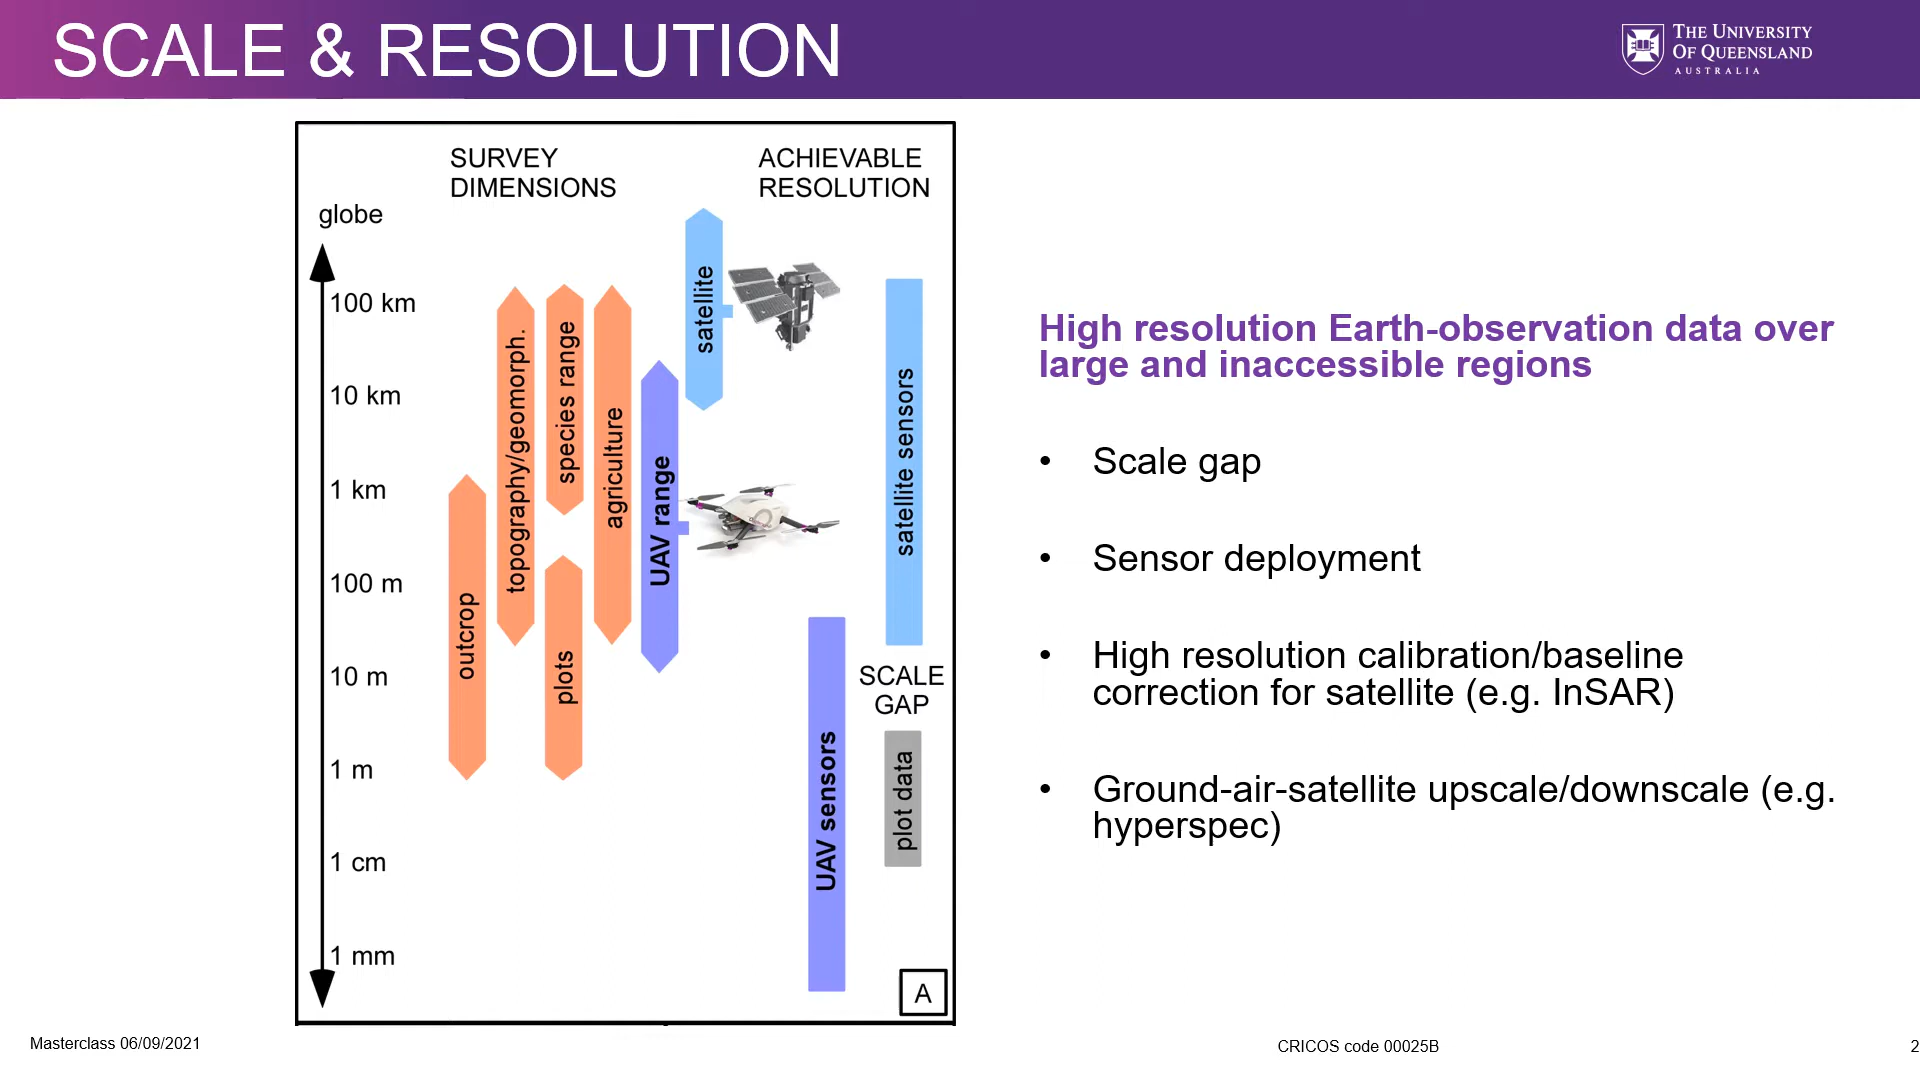 SCALE & RESOLUTION
THE UNIVERSITY
OF QUEENSLAND
AUSTRALIA
SURVEY
DIMENSIONS
ACHIEVABLE
RESOLUTION
globe
100 km
10 km
1 km
100 m
10 m
1 m
1 cm
1 mm
outcrop
topography/geomorph.
species range
plots
agriculture
UAV range
satellite
UAV sensors
satellite sensors
SCALE
GAP
plot data
A
High resolution Earth-observation data over
large and inaccessible regions
• Scale gap
• Sensor deployment
• High resolution calibration/baseline
correction for satellite (e.g. InSAR)
• Ground-air-satellite upscale/downscale (e.g.
hyperspec)
Masterclass 06/09/2021
CRICOS code 00025B
2